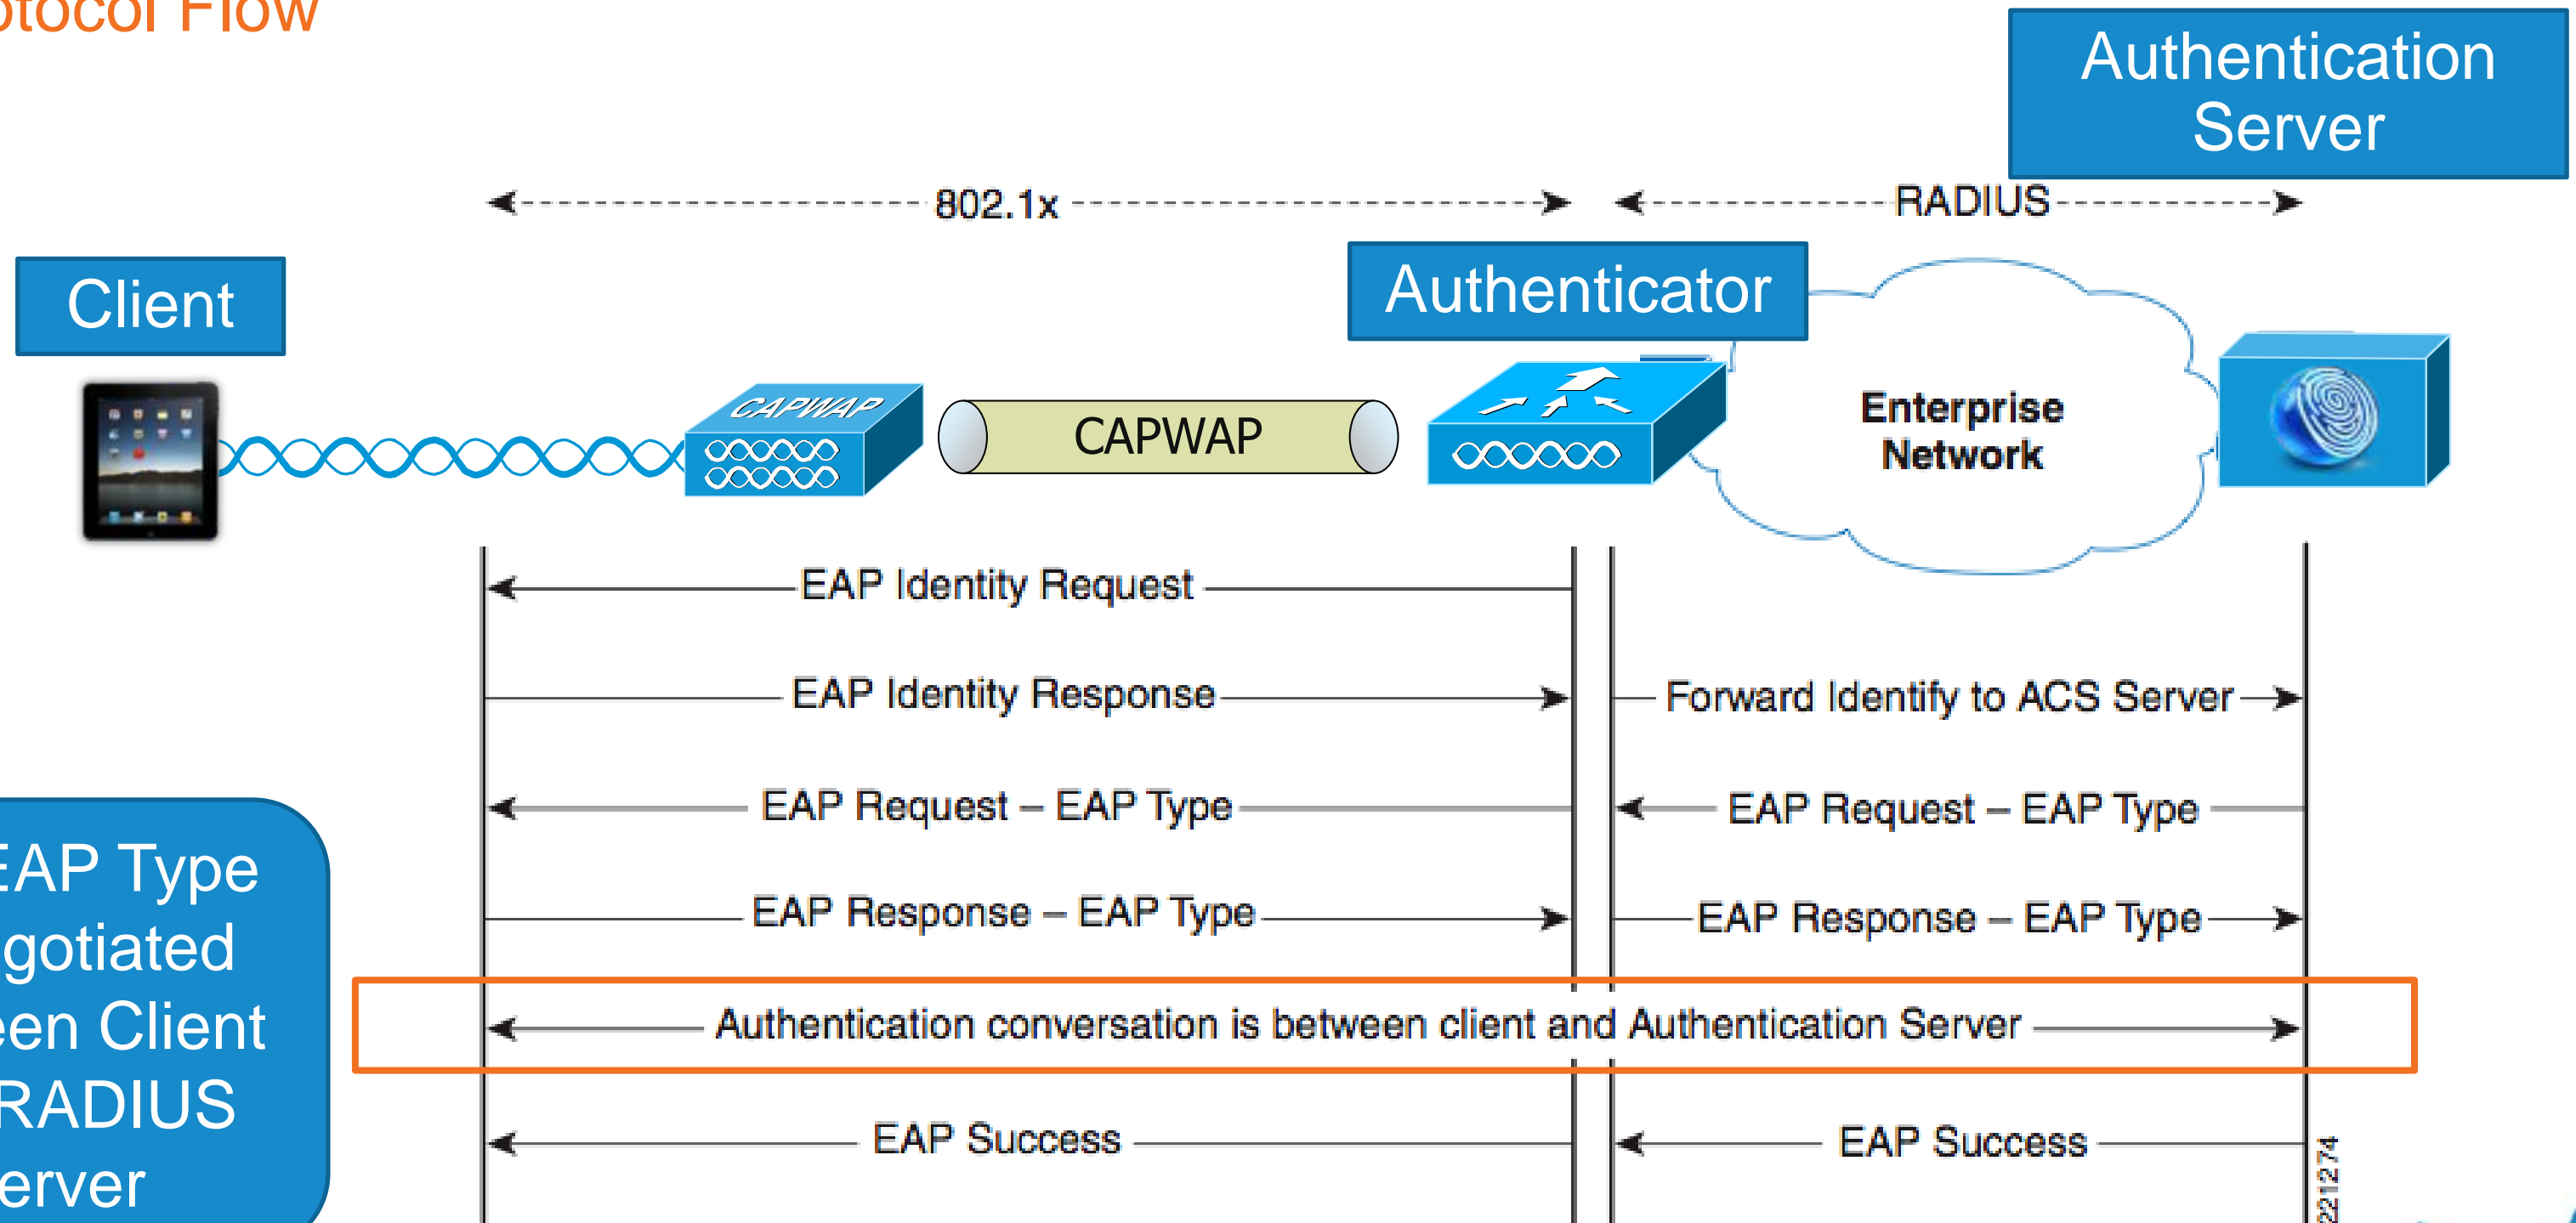 otocol Flow
Authentication
Server
802.1x
RADIUS
Client
Authenticator
CAPWAP
CAPWAP
Enterprise
Network
EAP Identity Request
EAP Identity Response
Forward Identify to ACS Server
EAP Request – EAP Type
EAP Request – EAP Type
EAP Response – EAP Type
EAP Response – EAP Type
EAP Type
gotiated
een Client
RADIUS
erver
Authentication conversation is between client and Authentication Server
EAP Success
EAP Success
221274